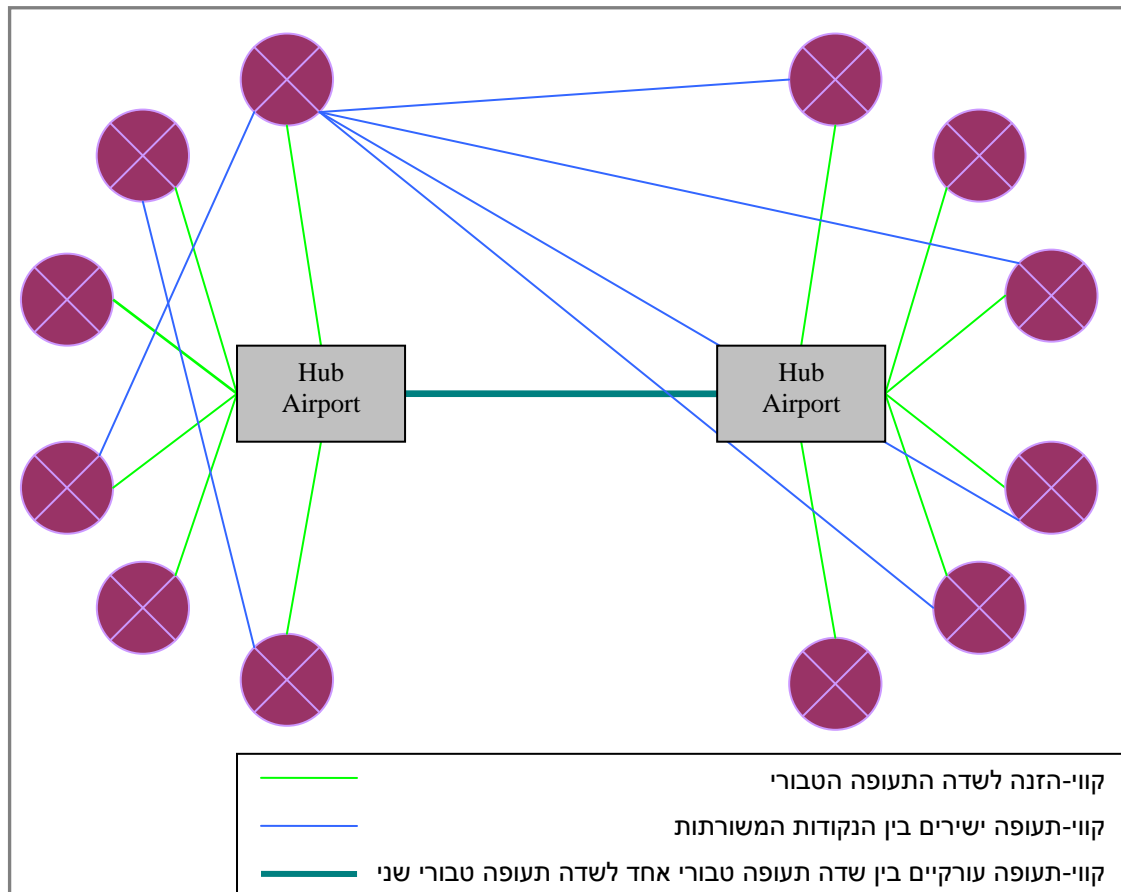 Hub
Airport
Hub
Airport
קווי-הזנה לשדה התעופה הטבורי
קווי-תעופה ישירים בין הנקודות המשורתות
קווי-תעופה עורקיים בין שדה תעופה טבורי אחד לשדה תעופה טבורי שני